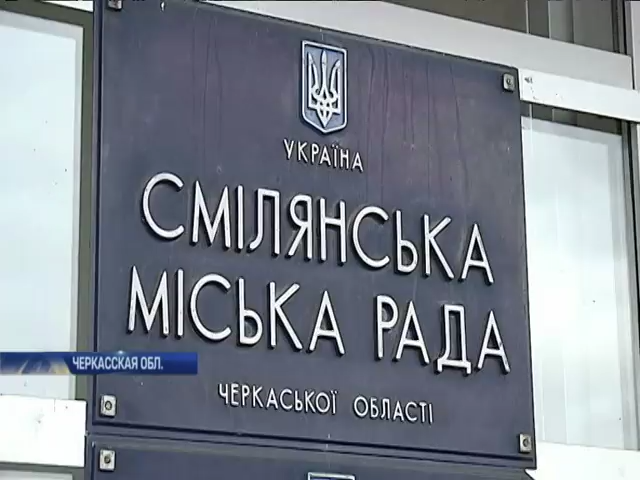 УКРАЇНА
СМІЛЯНСЬКА
МІСЬКА РАДА
ЧЕРКАССКАЯ ОБЛ.
ЧЕРКАСЬКОЇ ОБЛАСТІ